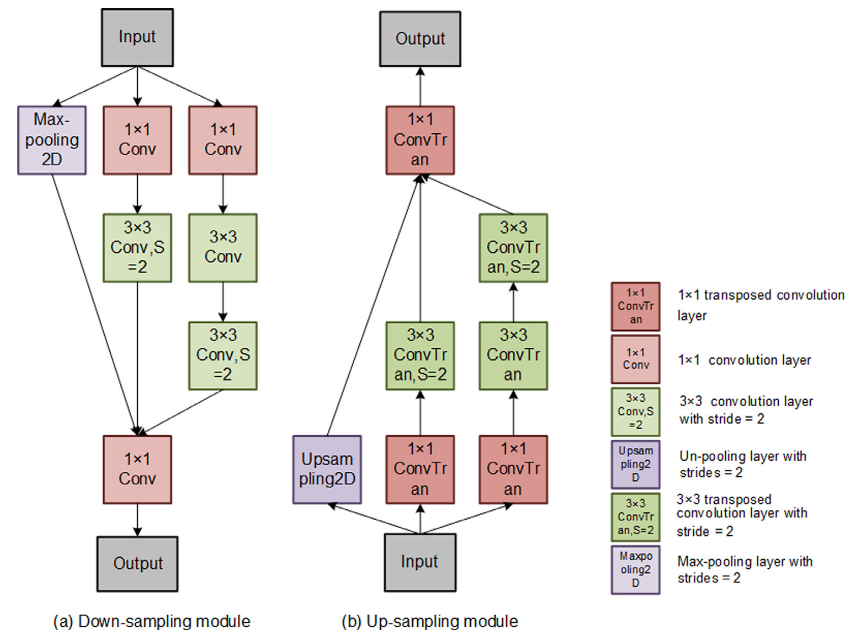 Input
Max-
pooling
2D
1×1
Conv
1×1
Conv
3×3
Conv,S
=2
3×3
Conv
3×3
Conv,S
=2
1×1
Conv
Output
(a) Down-sampling module
Output
1×1
ConvTr
an
3×3
ConvTr
an,S=2
3×3
ConvTr
an,S=2
3×3
ConvTr
an
Upsam
pling2D
1×1
ConvTr
an
1×1
ConvTr
an
Input
(b) Up-sampling module
1×1
ConvTr
an
1×1 transposed convolution
layer
1×1
Conv
1×1 convolution layer
3×3
Conv,S
=2
3×3 convolution layer
with stride = 2
Upsam
pling2
D
Un-pooling layer with
strides = 2
3×3
ConvTr
an,S=2
3×3 transposed
convolution layer with
stride = 2
Maxpo
oling2
D
Max-pooling layer with
strides = 2